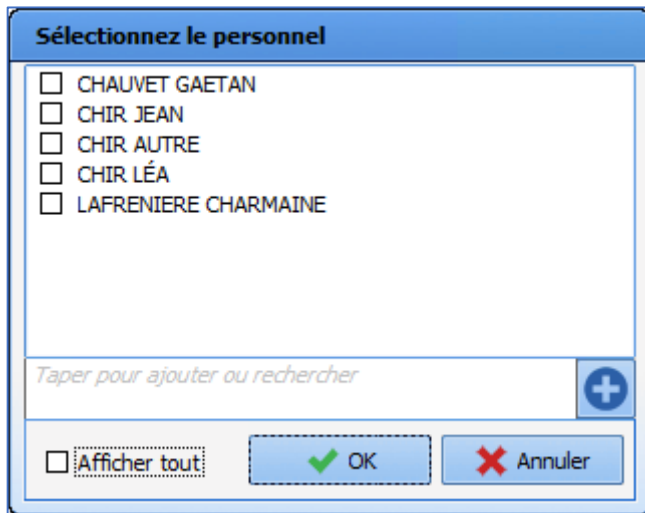 Sélectionnez le personnel
CHAUVET GAETAN
CHIR JEAN
CHIR AUTRE
CHIR LÉA
LAFRENIERE CHARMAINE
Taper pour ajouter ou rechercher
Afficher tout
OK
Annuler